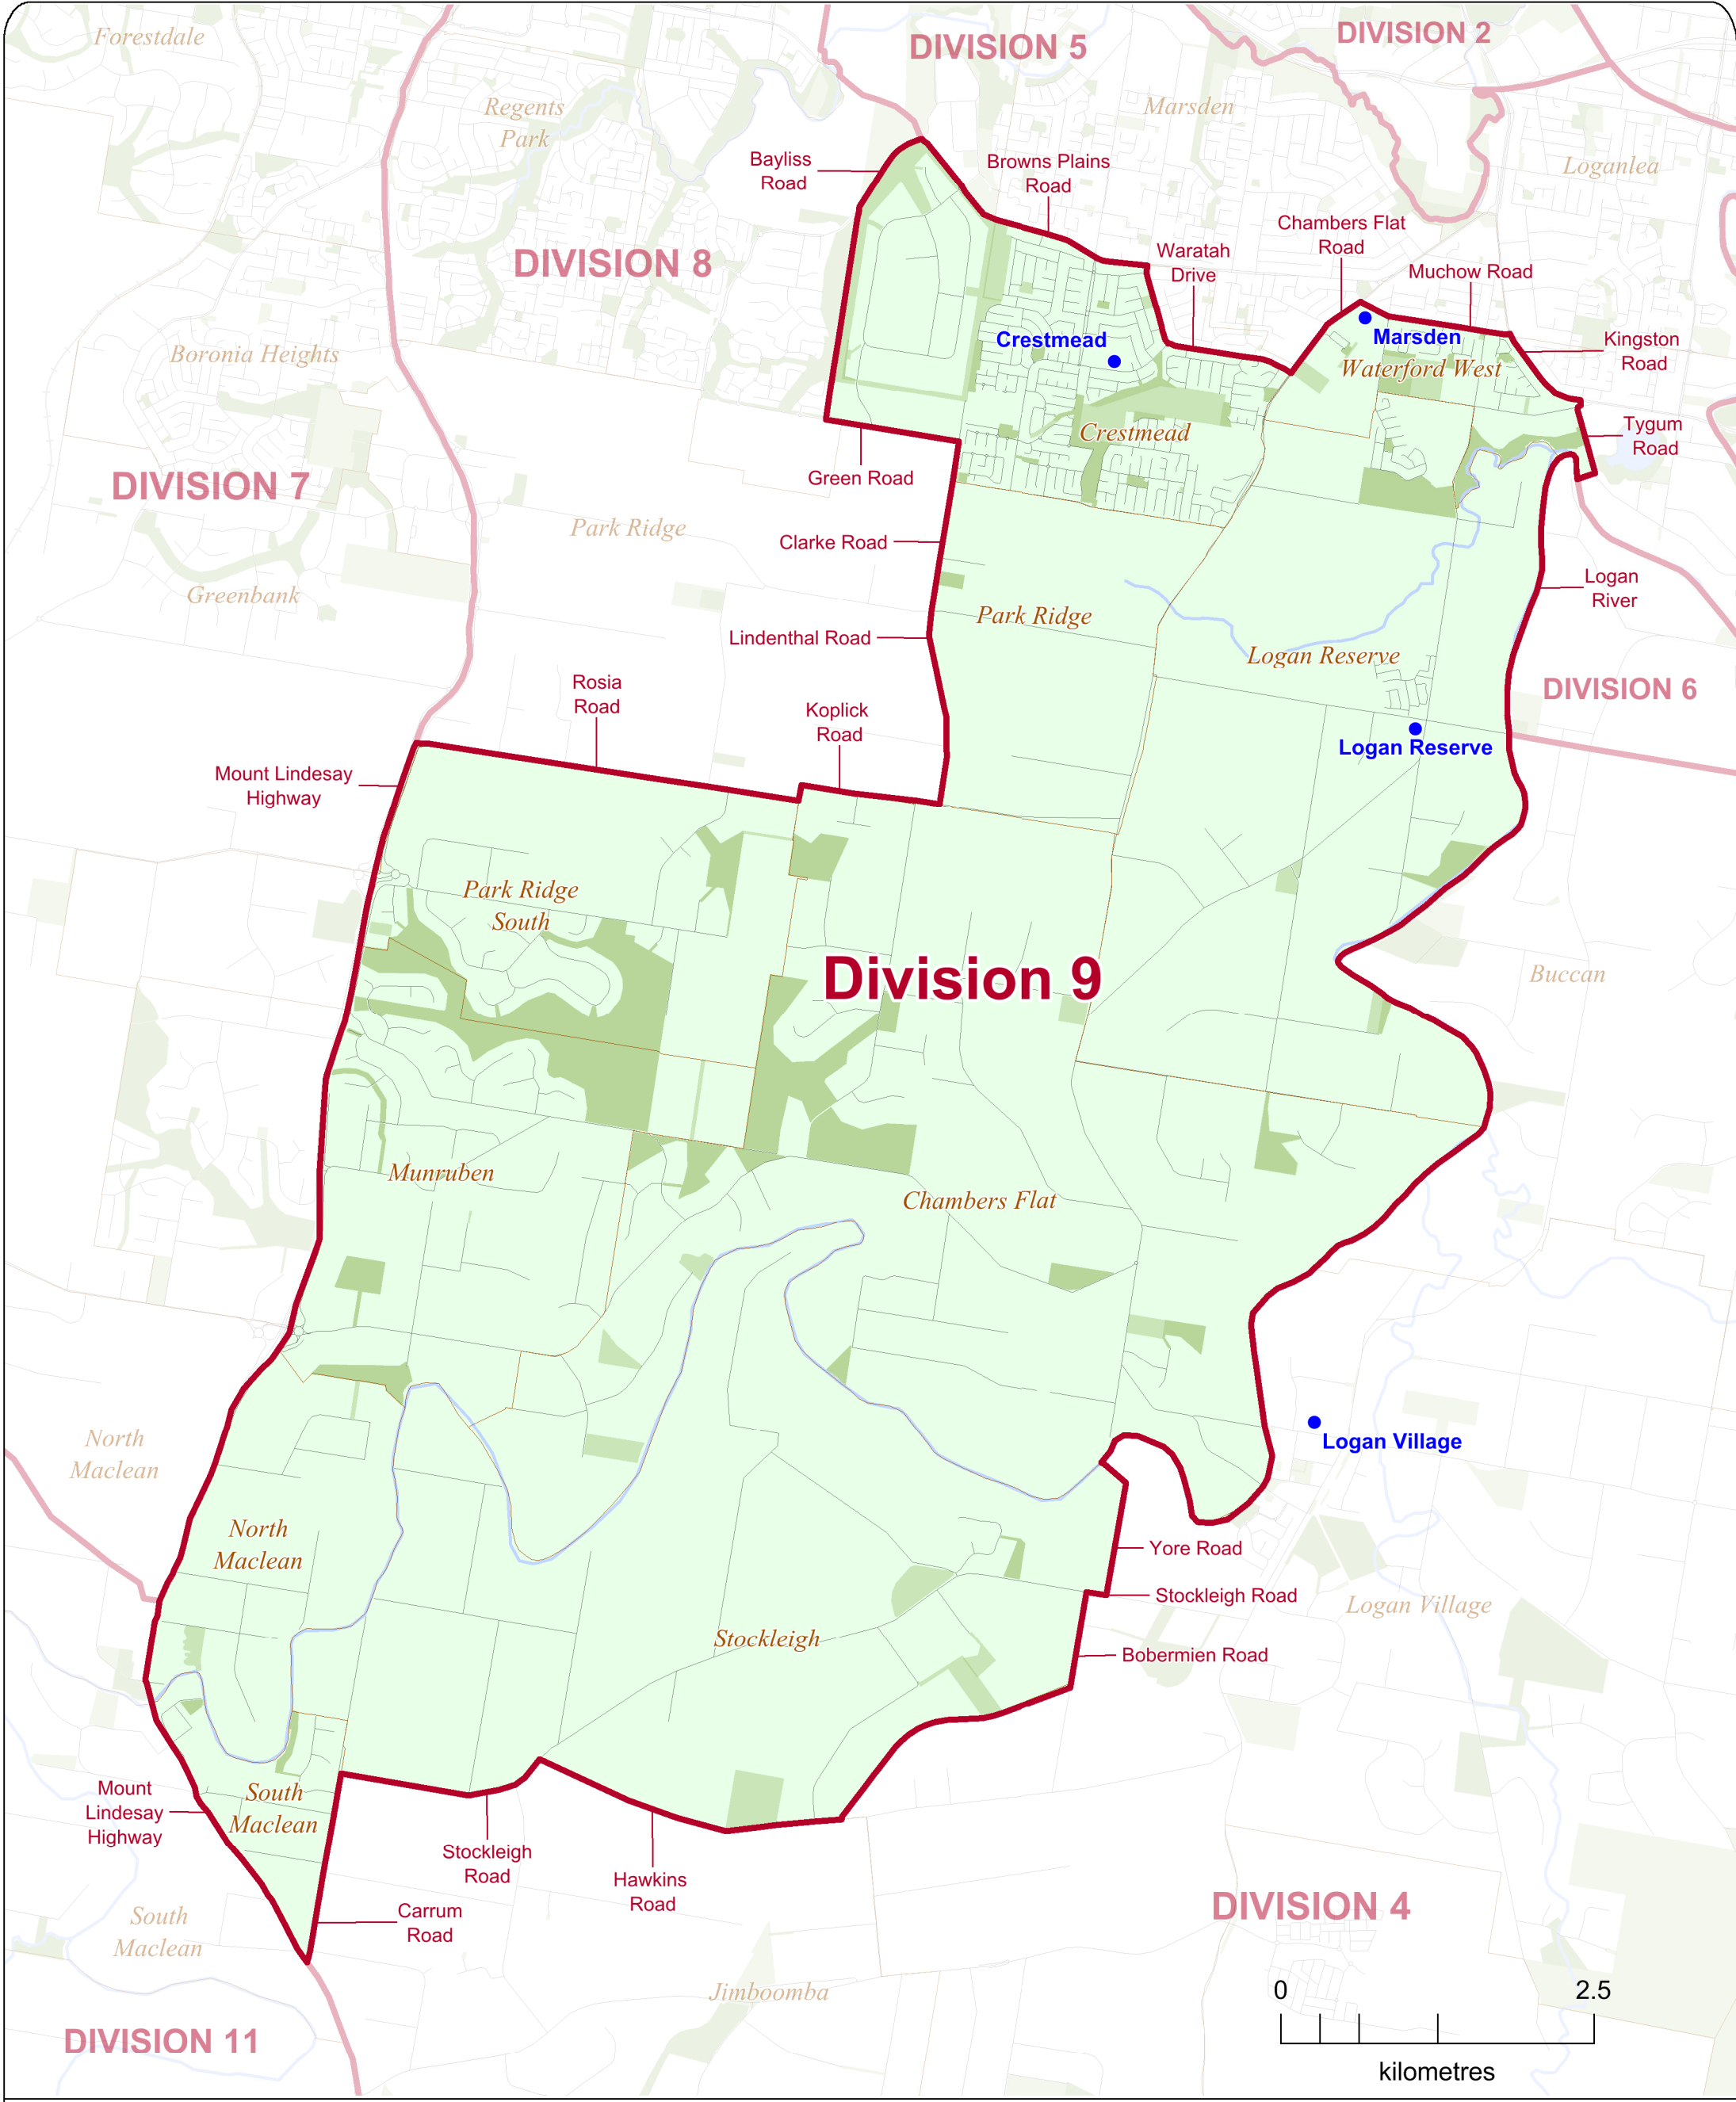 Forestdale
DIVISION 5
DIVISION 2
Regents
Park
Marsden
Loganlea
Bayliss
Road
Browns Plains
Road
Chambers Flat
Road
Waratah
Drive
DIVISION 8
Muchow Road
Crestmead
Marsden
Kingston
Road
Boronia Heights
Waterford West
Crestmead
Tygum
Road
Green Road
DIVISION 7
Park Ridge
Clarke Road
Greenbank
Logan
River
Park Ridge
Lindenthal Road
Logan Reserve
Rosia
Road
DIVISION 6
Koplick
Road
Logan Reserve
Mount Lindesay
Highway
Park Ridge
South
Division 9
Buccan
Munruben
Chambers Flat
Logan Village
North
Maclean
North
Maclean
Yore Road
Stockleigh Road
Logan Village
Stockleigh
Bobermien Road
Mount
Lindesay
Highway
South
Maclean
Stockleigh
Road
Hawkins
Road
Carrum
Road
DIVISION 4
South
Maclean
Jimboomba
0 2.5
kilometres
DIVISION 11